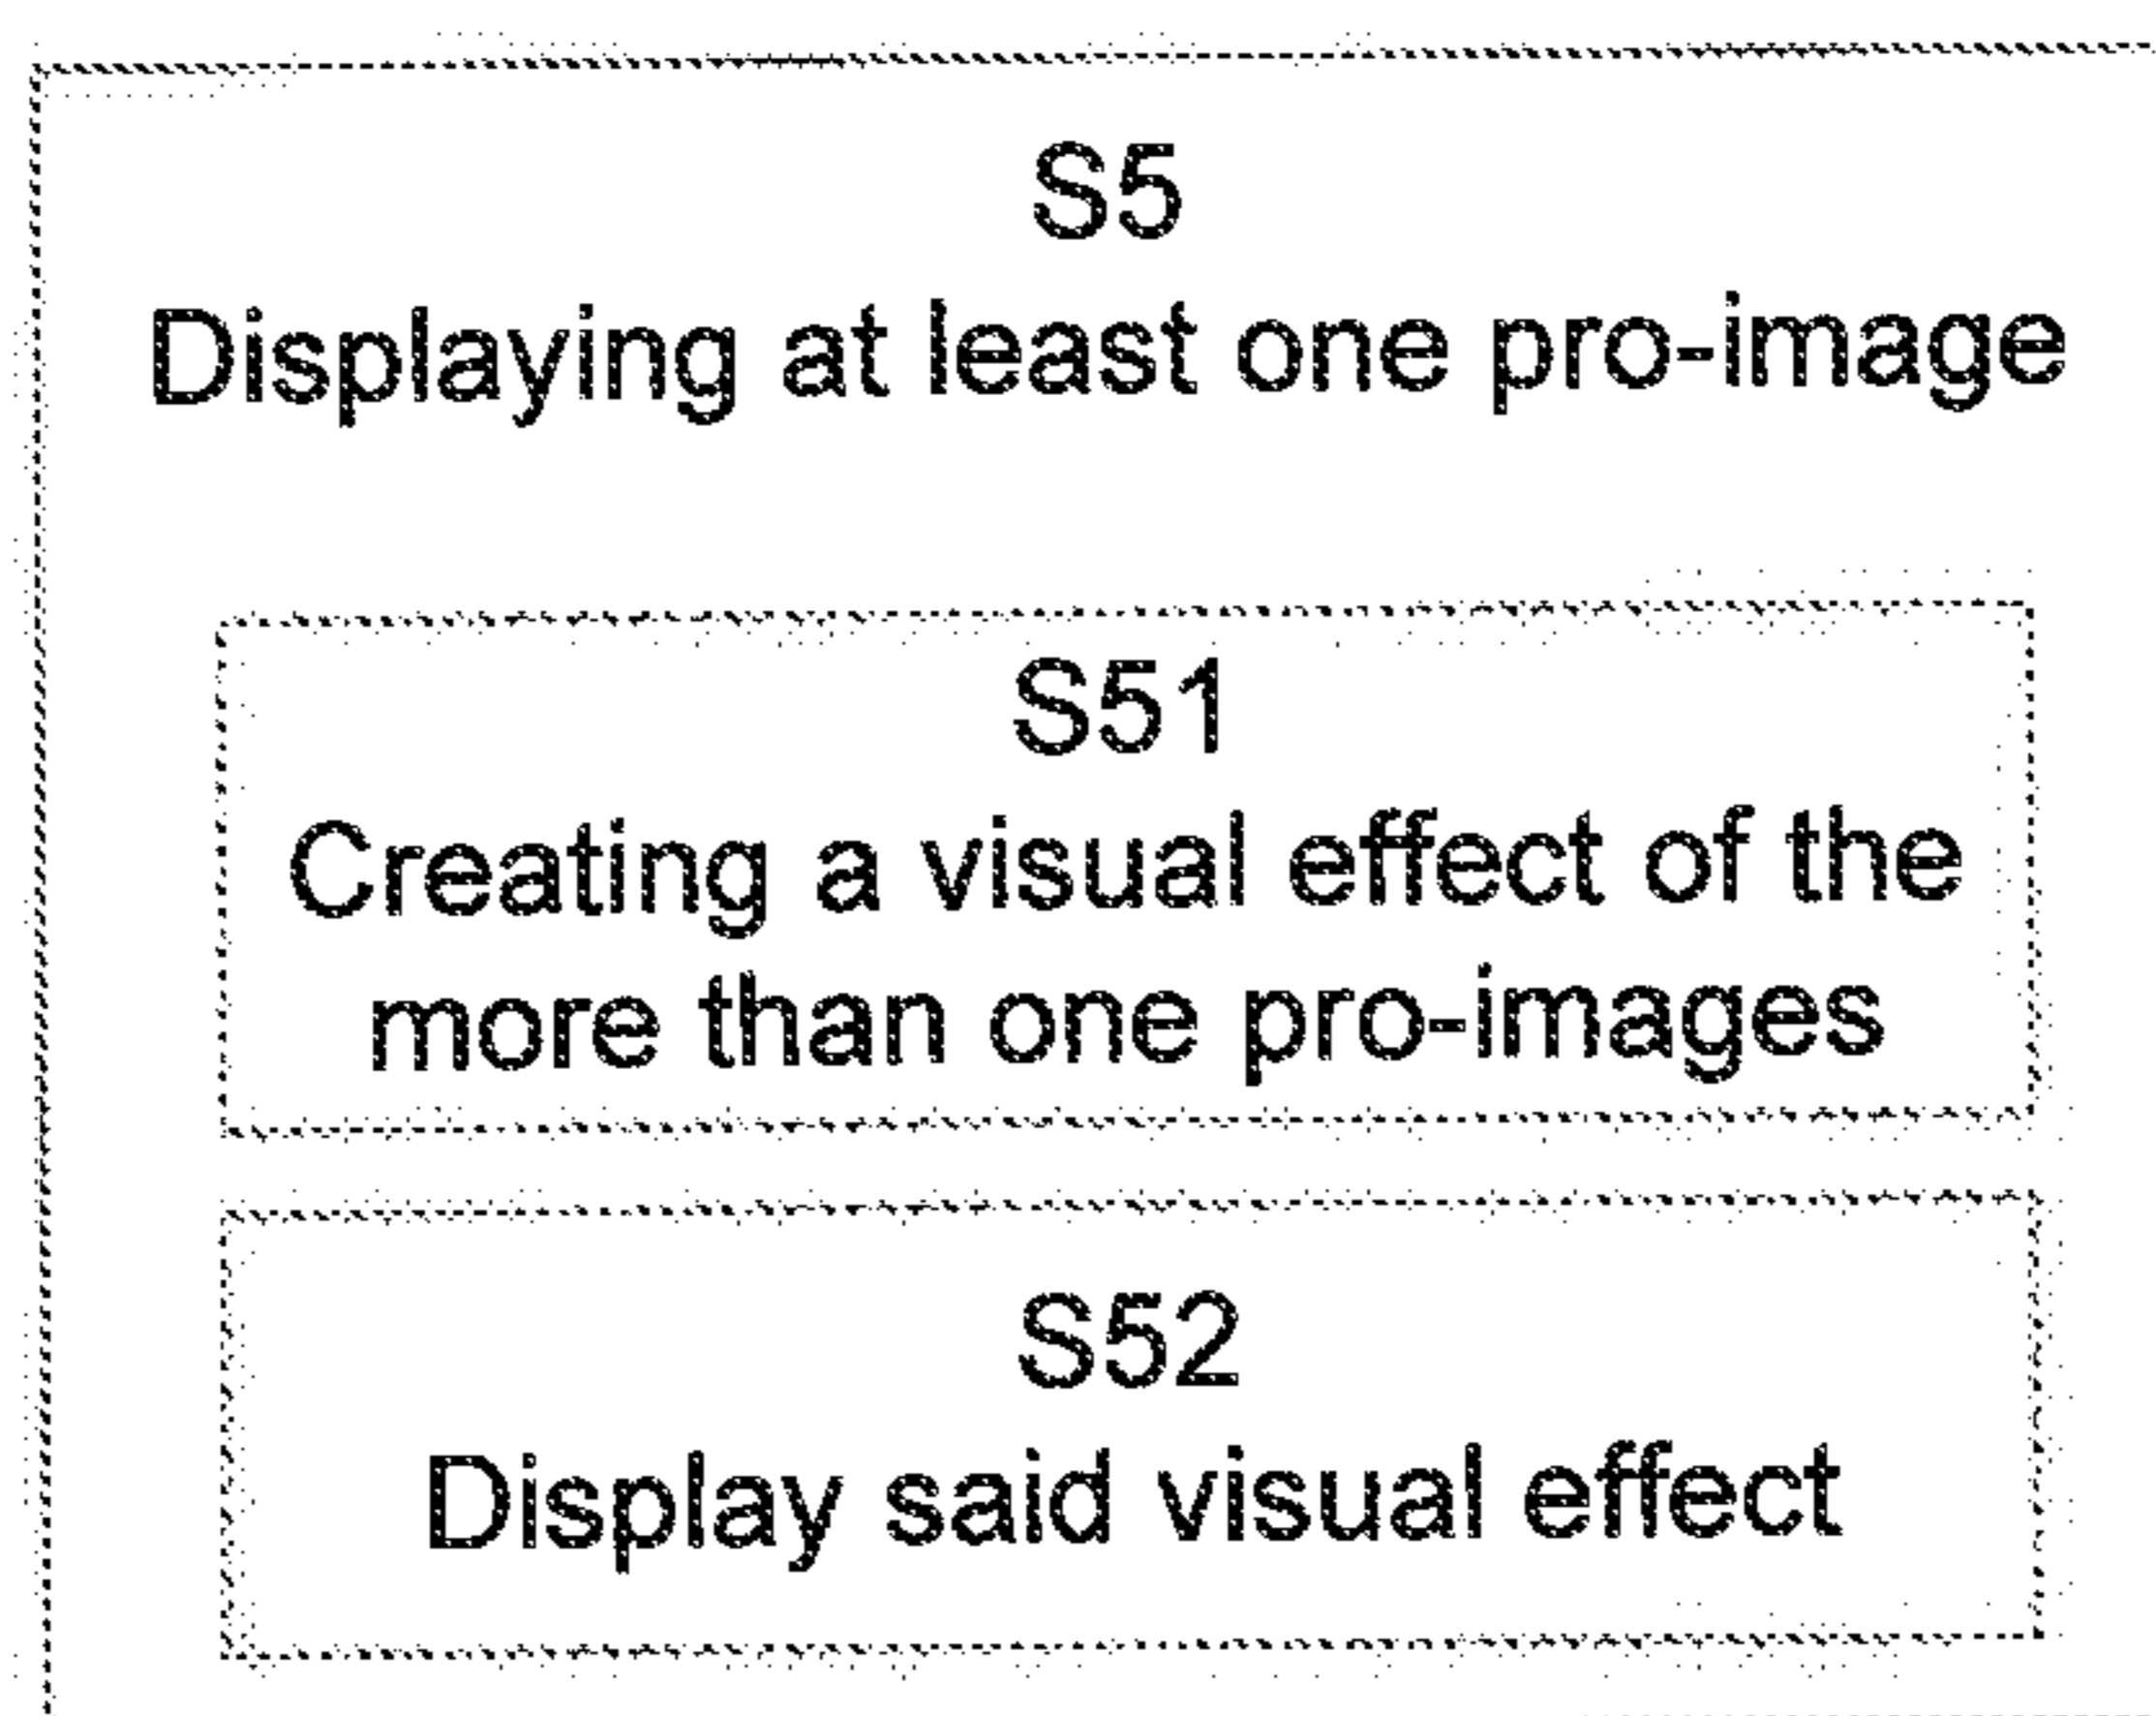 S5
Displaying at least one pro-image
S51
Creating a visual effect of the
more than one pro-images
S52
Display said visual effect